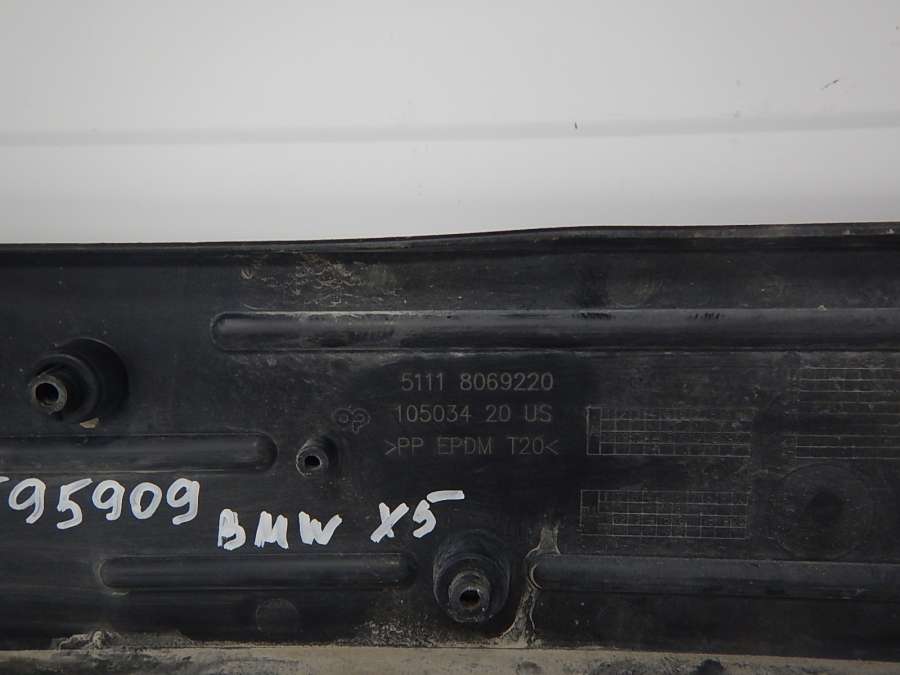 5111 8069220
105034 20 US
>PP EPDM T20<
95909
BMW X5